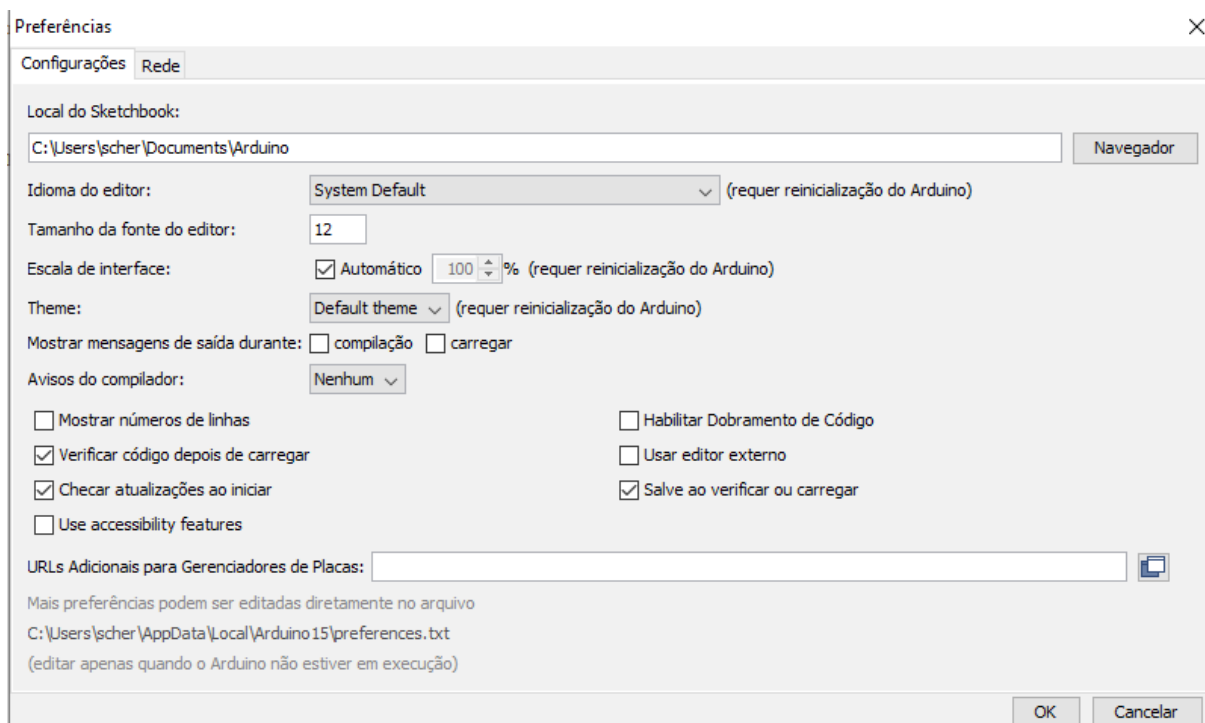 Preferências
Configurações Rede
Local do Sketchbook:
C:\Users\scher\Documents\Arduino Navegador
Idioma do editor: System Default (requer reinicialização do Arduino)
Tamanho da fonte do editor: 12
Escala de interface: Automático 100 % (requer reinicialização do Arduino)
Theme: Default theme (requer reinicialização do Arduino)
Mostrar mensagens de saída durante: compilação carregar
Avisos do compilador: Nenhum
Mostrar números de linhas Habilitar Dobramento de Código
Verificar código depois de carregar Usar editor externo
Checar atualizações ao iniciar Salve ao verificar ou carregar
Use accessibility features
URLs Adicionais para Gerenciadores de Placas:
Mais preferências podem ser editadas diretamente no arquivo
C:\Users\scher\AppData\Local\Arduino15\preferences.txt
(editar apenas quando o Arduino não estiver em execução)
OK Cancelar